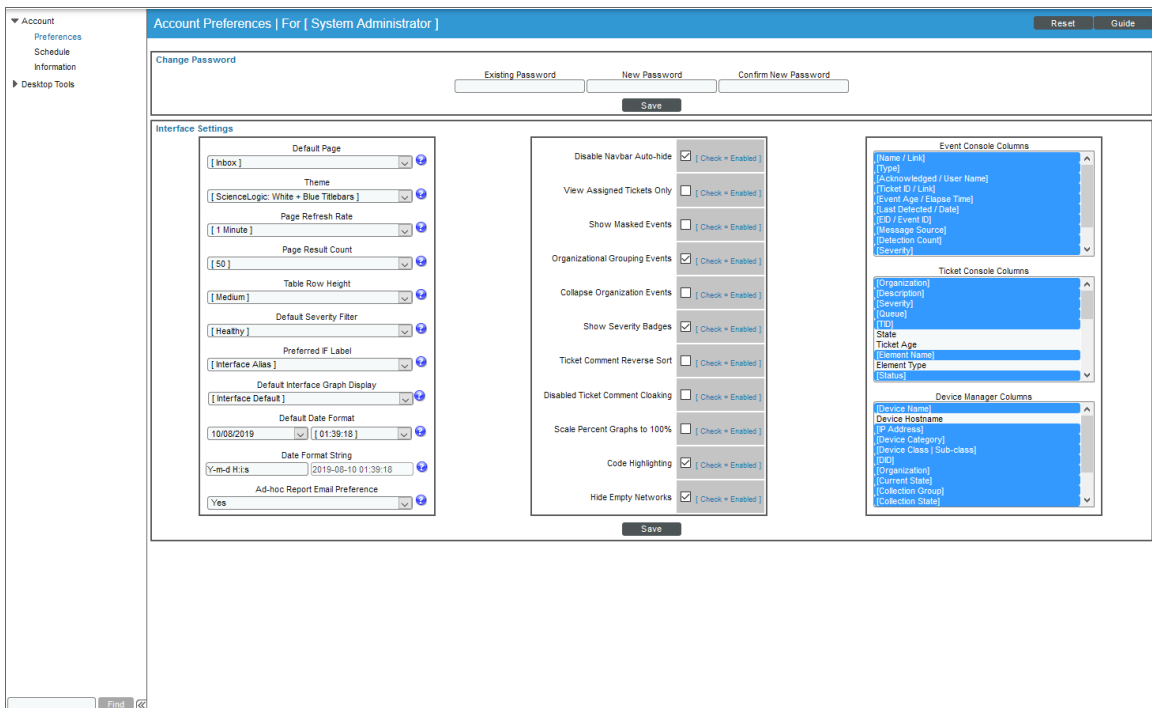 Account
Preferences
Schedule
Information
Desktop Tools
Find
Account Preferences | For [ System Administrator ]
Reset
Guide
Change Password
Existing Password
New Password
Confirm New Password
Save
Interface Settings
Default Page
[ Inbox ]
Theme
[ ScienceLogic: White + Blue Titlebars ]
Page Refresh Rate
[ 1 Minute ]
Page Result Count
[ 50 ]
Table Row Height
[ Medium ]
Default Severity Filter
[ Healthy ]
Preferred IF Label
[ Interface Alias ]
Default Interface Graph Display
[ Interface Default ]
Default Date Format
10/08/2019 [ 01:39:18 ]
Date Format String
Y-m-d H:i:s 2019-08-10 01:39:18
Ad-hoc Report Email Preference
Yes
Disable Navbar Auto-hide [ Check = Enabled ]
View Assigned Tickets Only [ Check = Enabled ]
Show Masked Events [ Check = Enabled ]
Organizational Grouping Events [ Check = Enabled ]
Collapse Organization Events [ Check = Enabled ]
Show Severity Badges [ Check = Enabled ]
Ticket Comment Reverse Sort [ Check = Enabled ]
Disabled Ticket Comment Cloaking [ Check = Enabled ]
Scale Percent Graphs to 100% [ Check = Enabled ]
Code Highlighting [ Check = Enabled ]
Hide Empty Networks [ Check = Enabled ]
Event Console Columns
[Name / Link]
[Type]
[Acknowledged / User Name]
[Ticket ID / Link]
[Event Age / Elapse Time]
[Last Detected / Date]
[EID / Event ID]
[Message Source]
[Detection Count]
[Severity]
Ticket Console Columns
[Organization]
[Description]
[Severity]
[Queue]
[TID]
State
Ticket Age
[Element Name]
Element Type
[Status]
Device Manager Columns
[Device Name]
Device Hostname
[IP Address]
[Device Category]
[Device Class | Sub-class]
[DID]
[Organization]
[Current State]
[Collection Group]
[Collection State]
Save